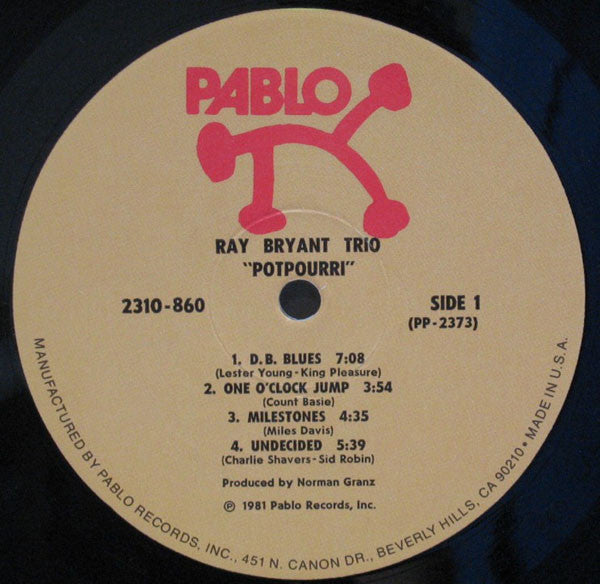 PABLO
RAY BRYANT TRIO
"POTPOURRI"
2310-860
SIDE 1
(PP-2373)
1. D.B. BLUES 7:08
(Lester Young-King Pleasure)
2. ONE O'CLOCK JUMP 3:54
(Count Basie)
3. MILESTONES 4:35
(Miles Davis)
4. UNDECIDED 5:39
(Charlie Shavers-Sid Robin)
Produced by Norman Granz
℗ 1981 Pablo Records, Inc.
MANUFACTURED BY PABLO RECORDS, INC., 451 N. CANON DR., BEVERLY HILLS, CA 90210 • MADE IN U.S.A.